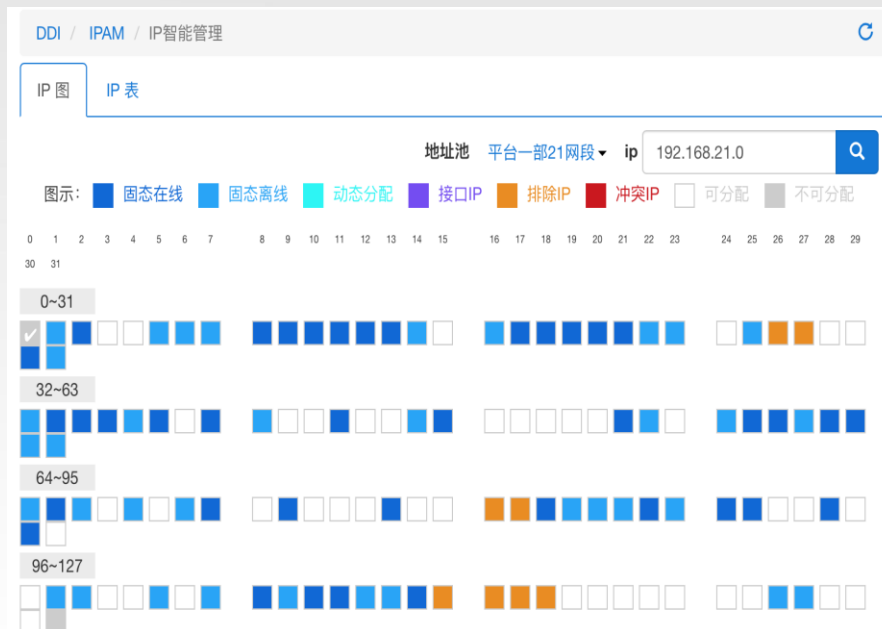 DDI / IPAM / IP智能管理
IP 图 IP 表
地址池 平台一部21网段 ip 192.168.21.0
图示: 固态在线 固态离线 动态分配 接口IP 排除IP 冲突IP 可分配 不可分配
0 1 2 3 4 5 6 7 8 9 10 11 12 13 14 15 16 17 18 19 20 21 22 23 24 25 26 27 28 29
30 31
0~31
32~63
64~95
96~127